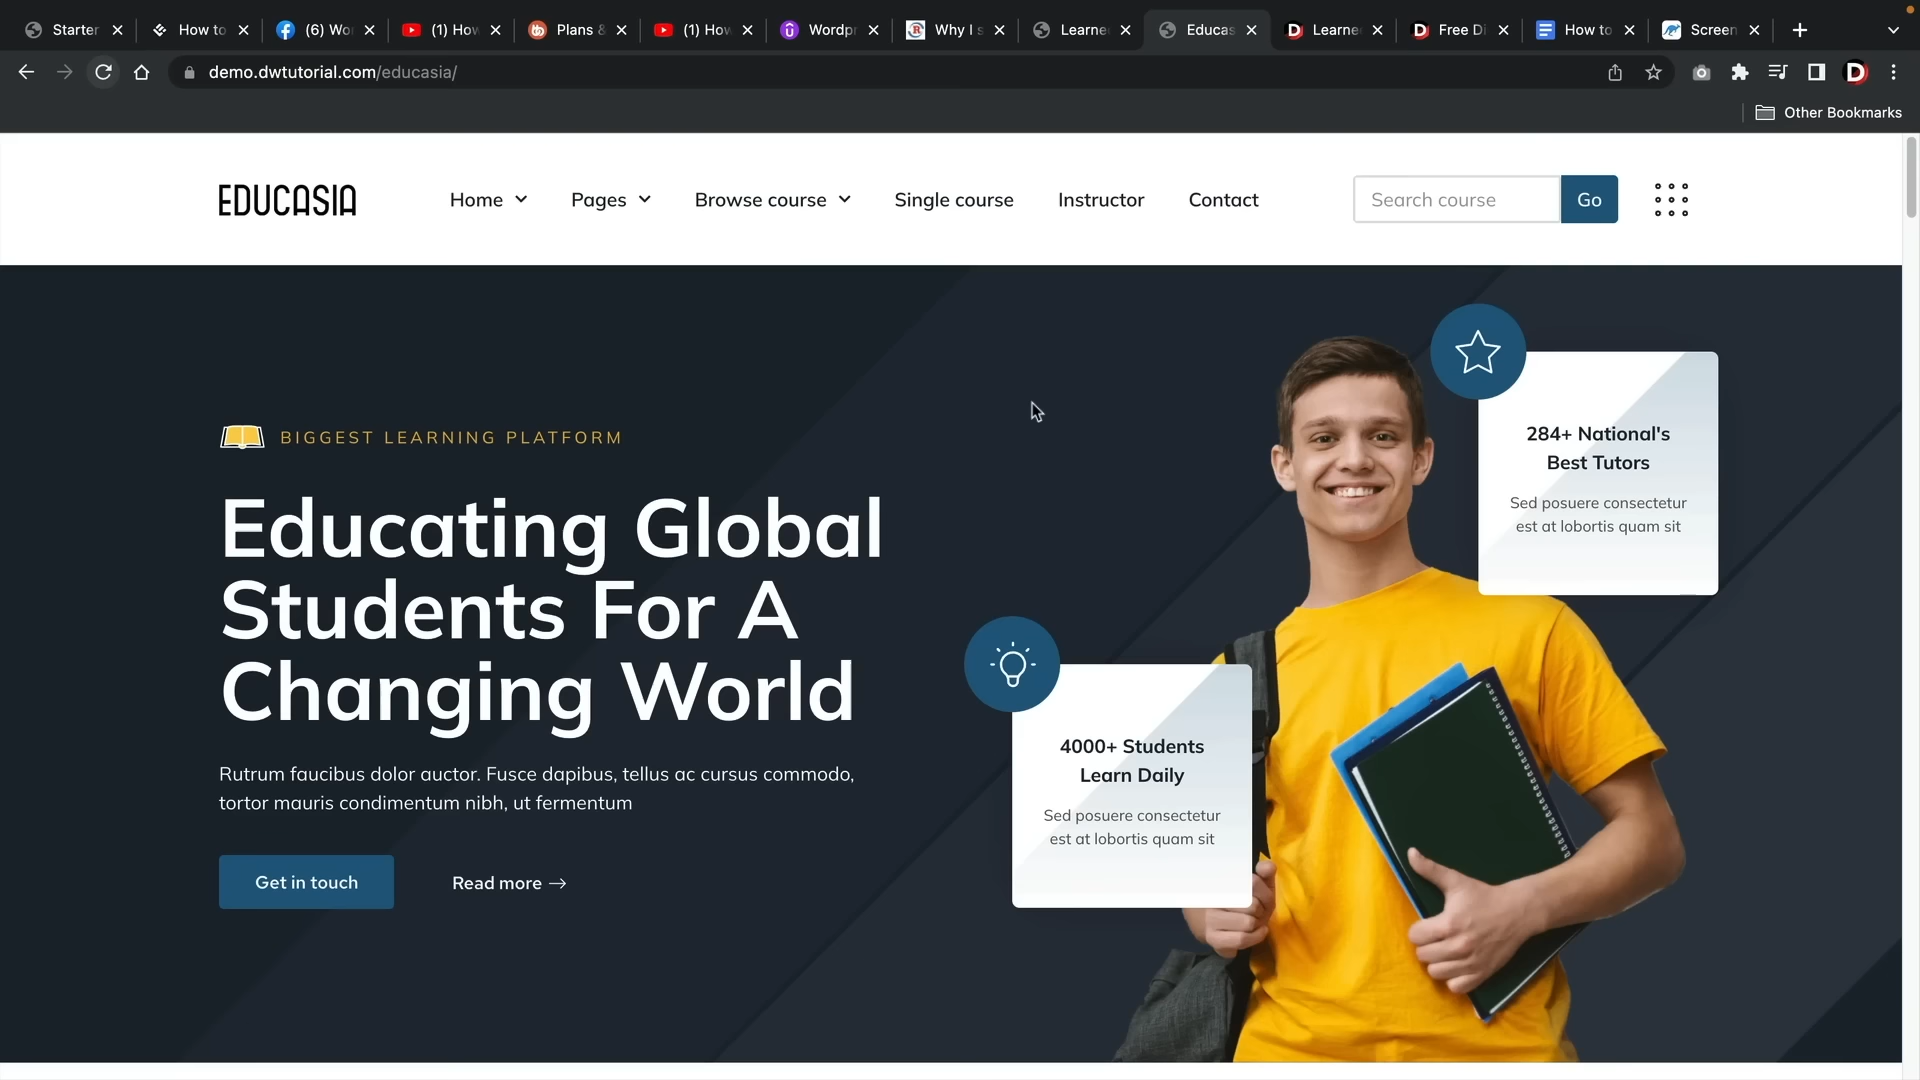 Starter
How to
(6) Wo
(1) How
Plans &
(1) How
Wordpr
Why I s
Learne
Educas
Learne
Free Di
How to
Screen
demo.dwtutorial.com/educasia/
Other Bookmarks
EDUCASIA
Home
Pages
Browse course
Single course
Instructor
Contact
Search course
Go
BIGGEST LEARNING PLATFORM
Educating Global
Students For A
Changing World
Rutrum faucibus dolor auctor. Fusce dapibus, tellus ac cursus commodo,
tortor mauris condimentum nibh, ut fermentum
Get in touch
Read more →
284+ National's
Best Tutors
Sed posuere consectetur
est at lobortis quam sit
4000+ Students
Learn Daily
Sed posuere consectetur
est at lobortis quam sit